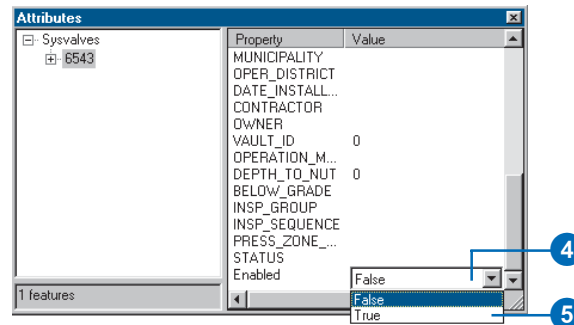 Attributes
Sysvalves
6543
Property Value
MUNICIPALITY
OPER_DISTRICT
DATE_INSTALL...
CONTRACTOR
OWNER
VAULT_ID 0
OPERATION_M...
DEPTH_TO_NUT 0
BELOW_GRADE
INSP_GROUP
INSP_SEQUENCE
PRESS_ZONE_...
STATUS
Enabled False
False
True
4
5
1 features